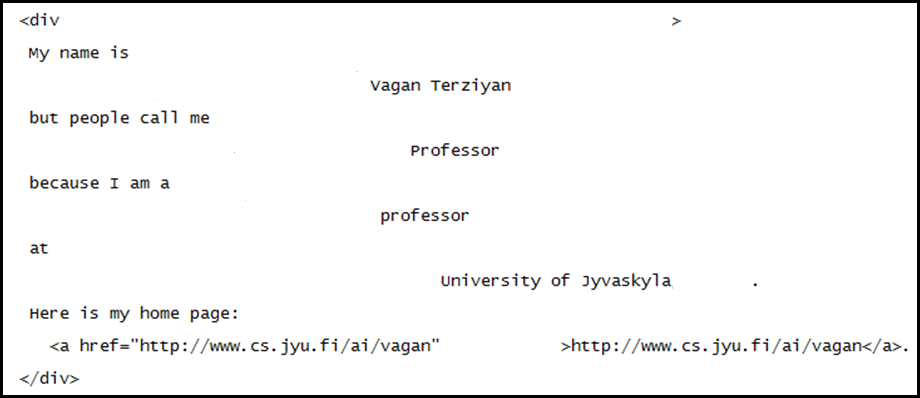 <div >
My name is
Vagan Terziyan
but people call me
Professor
because I am a
professor
at
University of Jyvaskyla .
Here is my home page:
<a href="http://www.cs.jyu.fi/ai/vagan" >http://www.cs.jyu.fi/ai/vagan</a>.
</div>